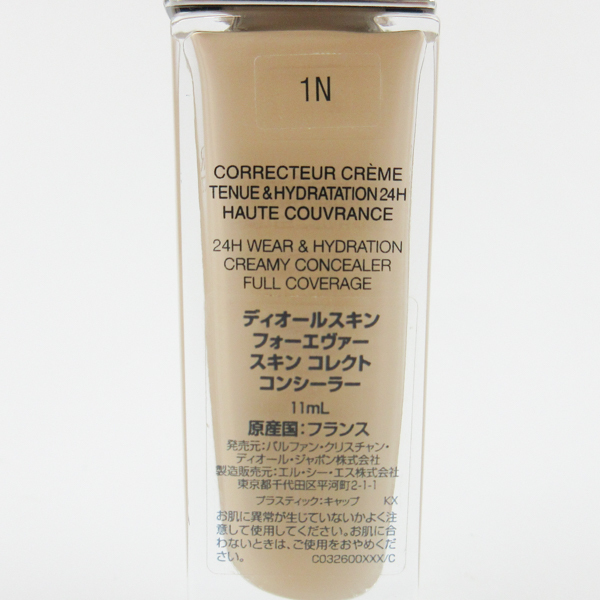 1N
CORRECTEUR CRÈME
TENUE & HYDRATATION 24H
HAUTE COUVRANCE
24H WEAR & HYDRATION
CREAMY CONCEALER
FULL COVERAGE
ディオールスキン
フォーエヴァー
スキン コレクト
コンシーラー
11mL
原産国:フランス
発売元:パルファン・クリスチャン・
ディオール・ジャポン株式会社
製造販売元:エル・シー・エス株式会社
東京都千代田区平河町2-1-1
プラスティック:キャップ KX
お肌に異常が生じていないかよく注
意して使用してください。お肌に合
わないときは、ご使用をおやめくだ
さい。 C032600XXX/C